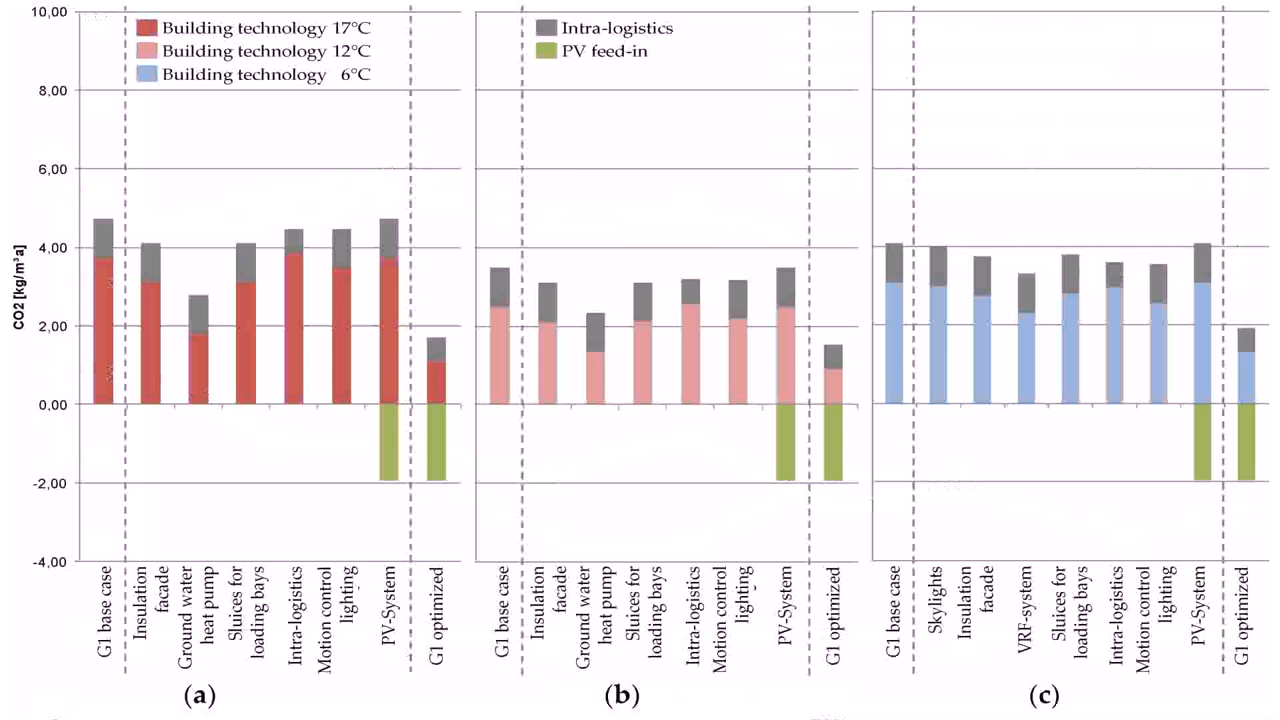 10,00
8,00
6,00
4,00
2,00
0,00
-2,00
-4,00
CO2 [kg/m³a]
Building technology 17°C
Building technology 12°C
Building technology 6°C
Intra-logistics
PV feed-in
G1 base case
Insulation
facade
Ground water
heat pump
Sluices for
loading bays
Intra-logistics
Motion control
lighting
PV-System
G1 optimized
(a)
G1 base case
Insulation
facade
Ground water
heat pump
Sluices for
loading bays
Intra-logistics
Motion control
lighting
PV-System
G1 optimized
(b)
G1 base case
Skylights
Insulation
facade
VRF-system
Sluices for
loading bays
Intra-logistics
Motion control
lighting
PV-System
G1 optimized
(c)